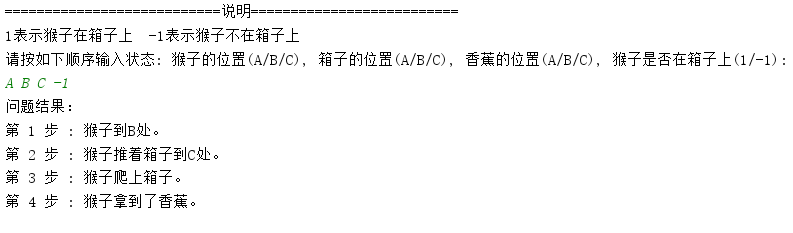 ===========================说明==========================
1表示猴子在箱子上  -1表示猴子不在箱子上
请按如下顺序输入状态: 猴子的位置(A/B/C), 箱子的位置(A/B/C), 香蕉的位置(A/B/C), 猴子是否在箱子上(1/-1):
A B C -1
问题结果:
第 1 步 : 猴子到B处。
第 2 步 : 猴子推着箱子到C处。
第 3 步 : 猴子爬上箱子。
第 4 步 : 猴子拿到了香蕉。